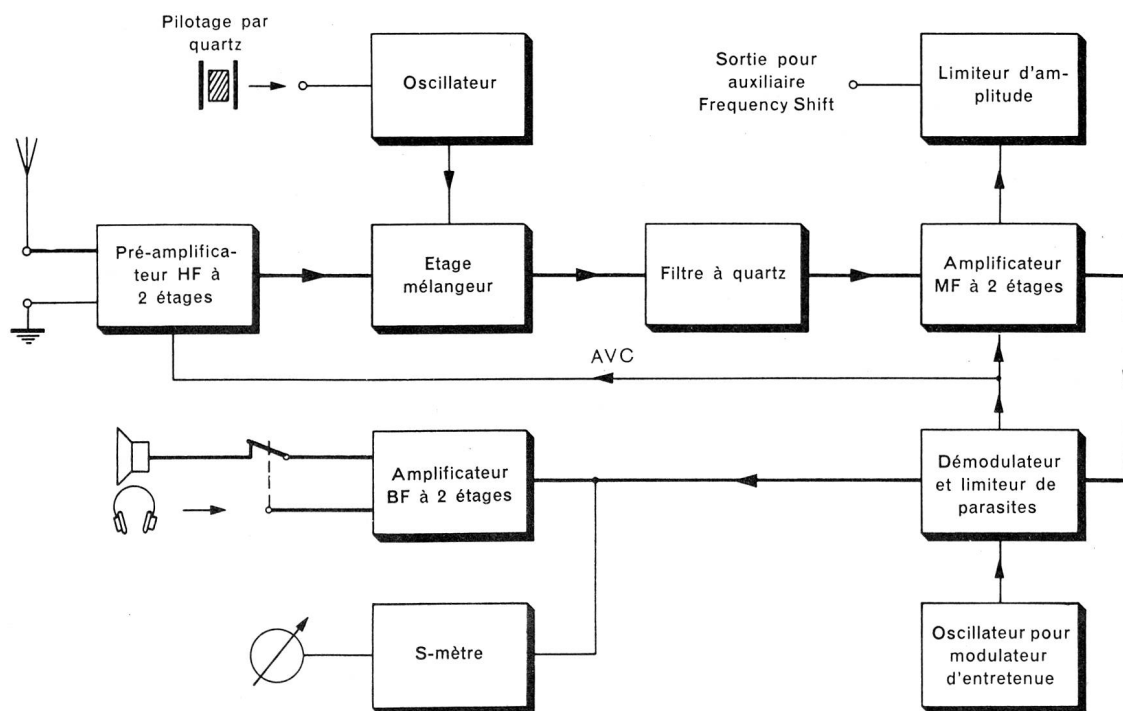 Pilotage par
quartz
Oscillateur
Sortie pour
auxiliaire
Frequency Shift
Limiteur d'am-
plitude
Pré-amplifica-
teur HF à
2 étages
Etage
mélangeur
Filtre à quartz
Amplificateur
MF à 2 étages
AVC
Amplificateur
BF à 2 étages
Démodulateur
et limiteur de
parasites
S-mètre
Oscillateur pour
modulateur
d'entretenue